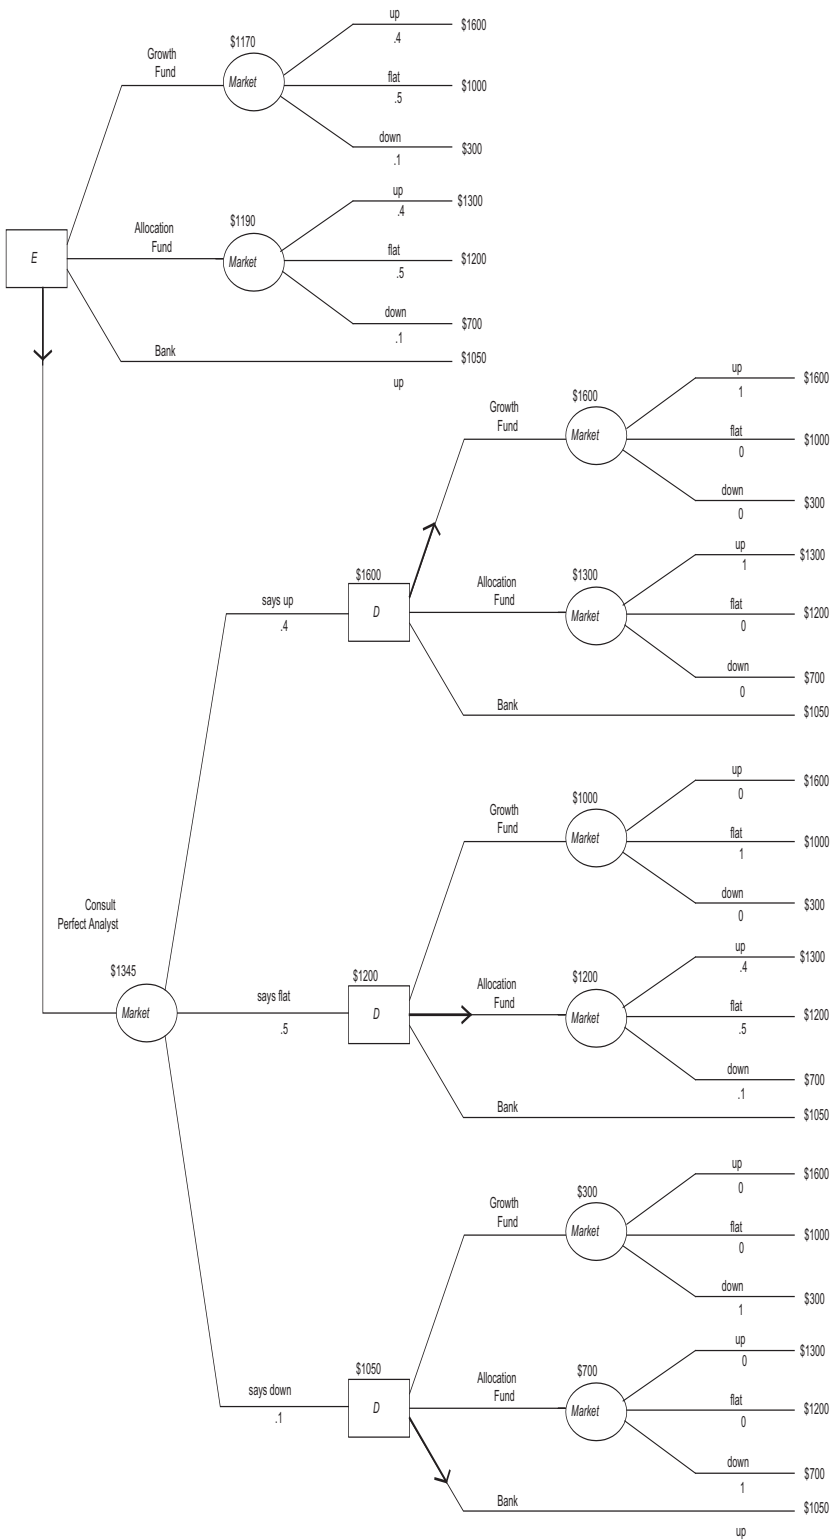 up
$1600
.4
$1170
Growth
Fund
Market
flat
$1000
.5
down
$300
.1
up
$1300
.4
$1190
Allocation
Fund
E
Market
flat
$1200
.5
down
$700
.1
Bank
$1050
up
up
$1600
1
$1600
Growth
Fund
Market
flat
$1000
0
down
$300
0
up
$1300
1
$1600
$1300
says up
.4
D
Allocation
Fund
Market
flat
$1200
0
down
$700
0
Bank
$1050
up
$1600
0
$1000
Growth
Fund
Market
flat
$1000
1
down
$300
0
Consult
Perfect Analyst
up
$1300
.4
$1345
$1200
$1200
Market
says flat
.5
D
Allocation
Fund
Market
flat
$1200
.5
down
$700
.1
Bank
$1050
up
$1600
0
$300
Growth
Fund
Market
flat
$1000
0
down
$300
1
up
$1300
0
$1050
$700
says down
.1
D
Allocation
Fund
Market
flat
$1200
0
down
$700
1
Bank
$1050
up